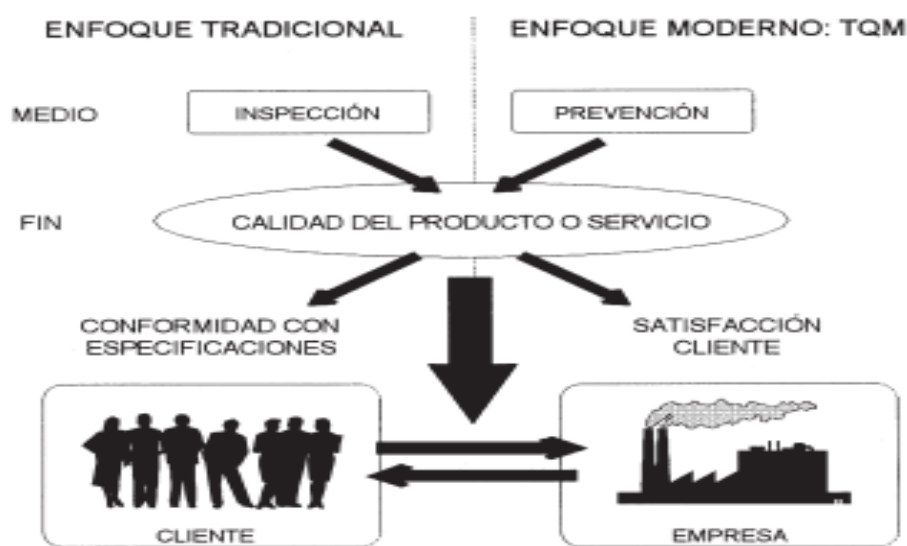 ENFOQUE TRADICIONAL
ENFOQUE MODERNO: TQM
MEDIO
INSPECCIÓN
PREVENCIÓN
FIN
CALIDAD DEL PRODUCTO O SERVICIO
CONFORMIDAD CON
ESPECIFICACIONES
SATISFACCIÓN
CLIENTE
CLIENTE
EMPRESA